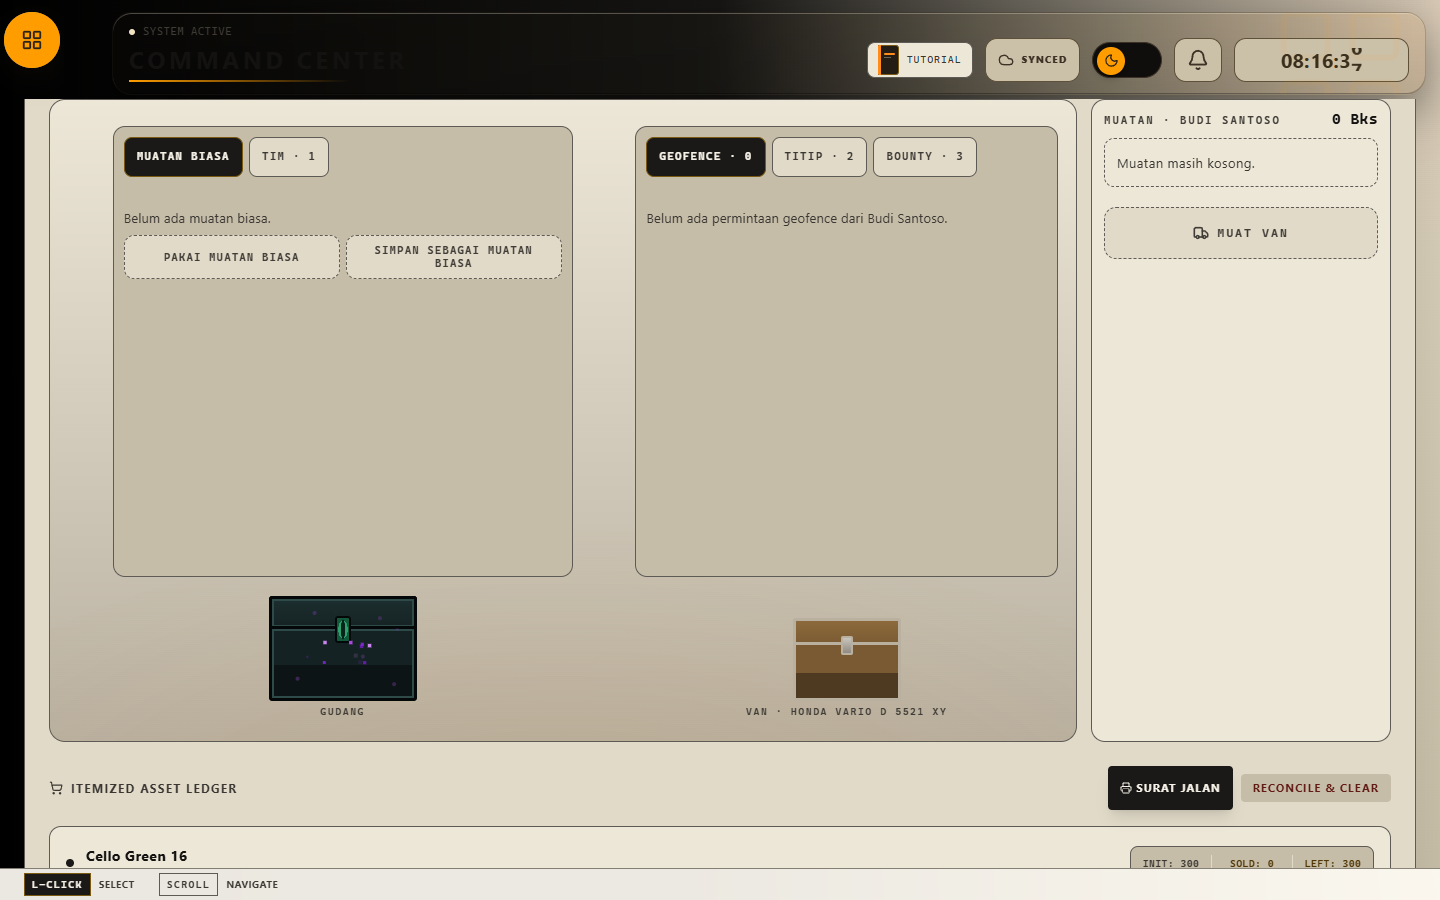 SYSTEM ACTIVE
COMMAND CENTER
TUTORIAL
SYNCED
MUATAN BIASA
TIM · 1
GEOFENCE · 0
TITIP · 2
BOUNTY · 3
MUATAN · BUDI SANTOSO
0 Bks
Belum ada muatan biasa.
PAKAI MUATAN BIASA
SIMPAN SEBAGAI MUATAN
BIASA
Belum ada permintaan geofence dari Budi Santoso.
Muatan masih kosong.
MUAT VAN
GUDANG
VAN · HONDA VARIO D 5521 XY
ITEMIZED ASSET LEDGER
SURAT JALAN
RECONCILE & CLEAR
Cello Green 16
INIT: 300
SOLD: 0
LEFT: 300
L-CLICK
SELECT
SCROLL
NAVIGATE